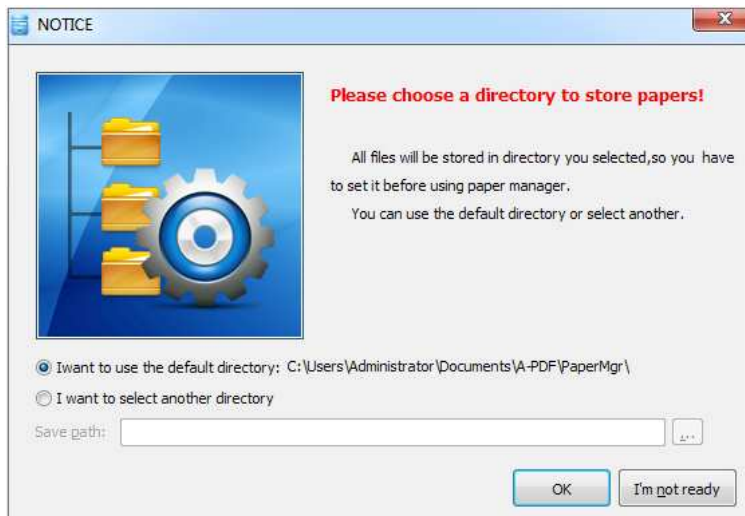 NOTICE
Please choose a directory to store papers!
All files will be stored in directory you selected,so you have
to set it before using paper manager.
You can use the default directory or select another.
Iwant to use the default directory: C:\Users\Administrator\Documents\A-PDF\PaperMgr\
I want to select another directory
Save path:
...
OK
I'm not ready